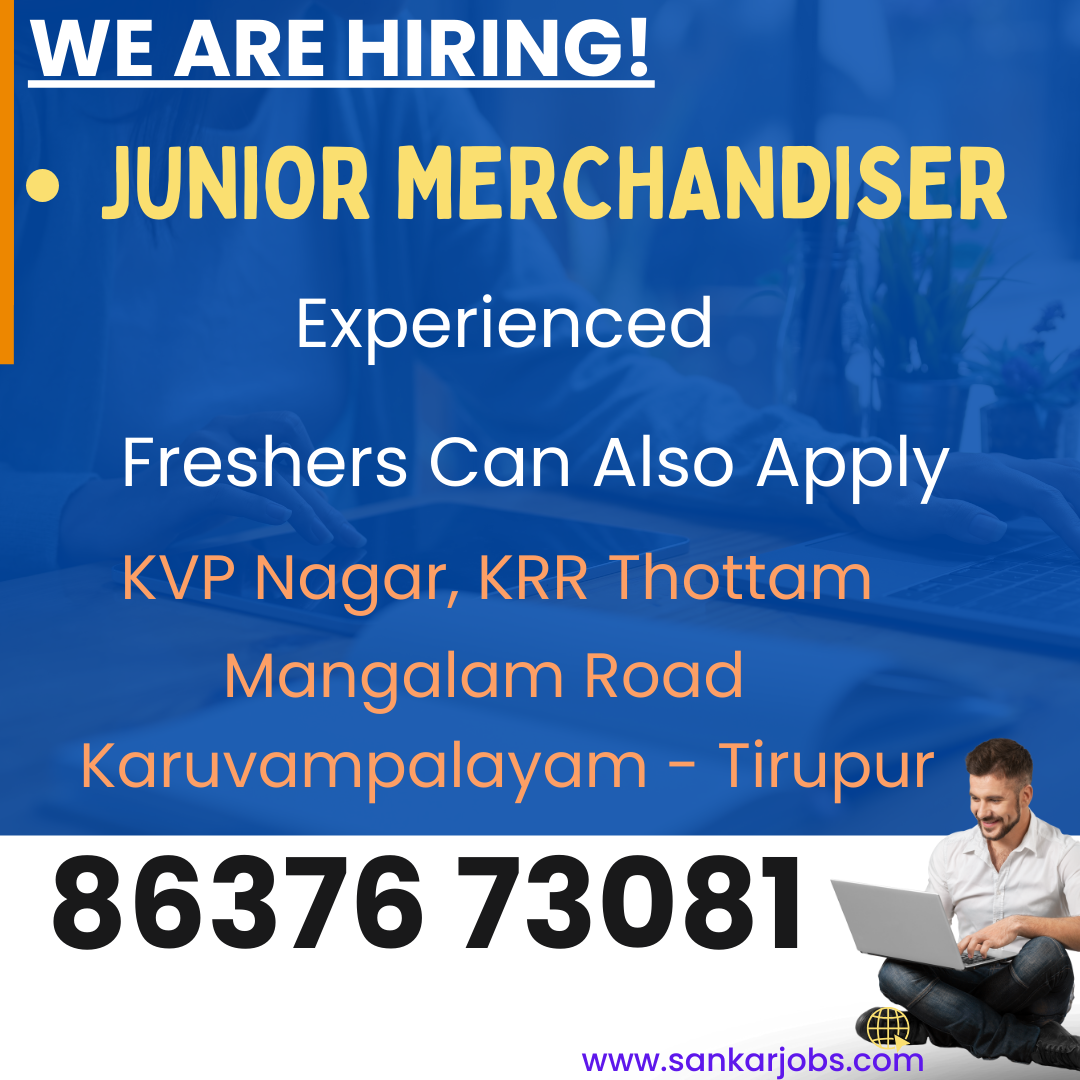 WE ARE HIRING!
• JUNIOR MERCHANDISER
Experienced
Freshers Can Also Apply
KVP Nagar, KRR Thottam
Mangalam Road
Karuvampalayam - Tirupur
86376 73081
www.sankarjobs.com